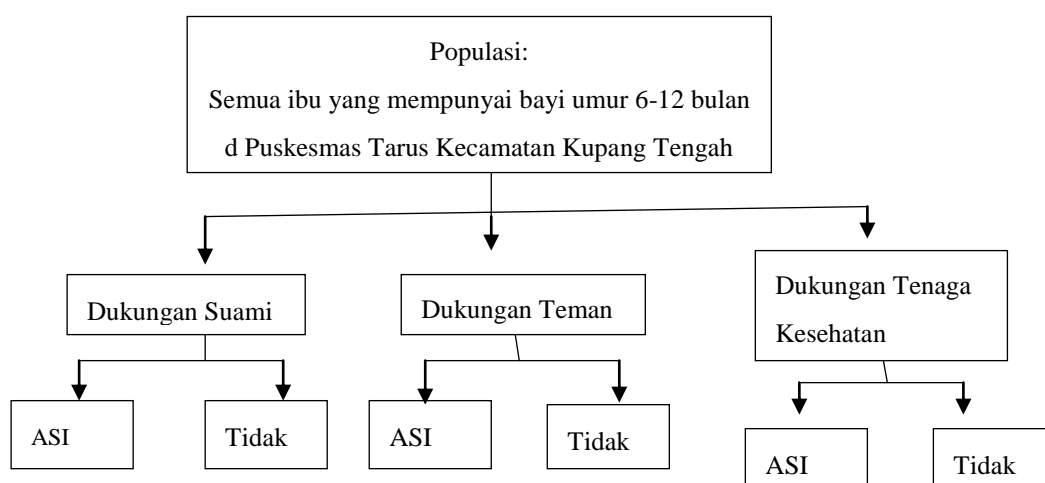 Populasi:
Semua ibu yang mempunyai bayi umur 6-12 bulan
d Puskesmas Tarus Kecamatan Kupang Tengah
Dukungan Suami
Dukungan Teman
Dukungan Tenaga
Kesehatan
ASI
Tidak
ASI
Tidak
ASI
Tidak